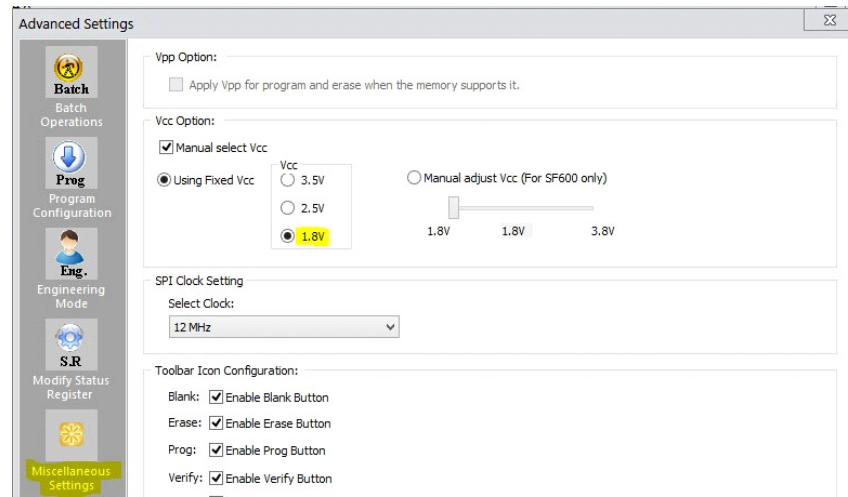 Advanced Settings
Batch
Batch
Operations
Prog
Program
Configuration
Eng.
Engineering
Mode
S.R
Modify Status
Register
Miscellaneous
Settings
Vpp Option:
Apply Vpp for program and erase when the memory supports it.
Vcc Option:
Manual select Vcc
Using Fixed Vcc
Vcc
3.5V
2.5V
1.8V
Manual adjust Vcc (For SF600 only)
1.8V 1.8V 3.8V
SPI Clock Setting
Select Clock:
12 MHz
Toolbar Icon Configuration:
Blank: Enable Blank Button
Erase: Enable Erase Button
Prog: Enable Prog Button
Verify: Enable Verify Button